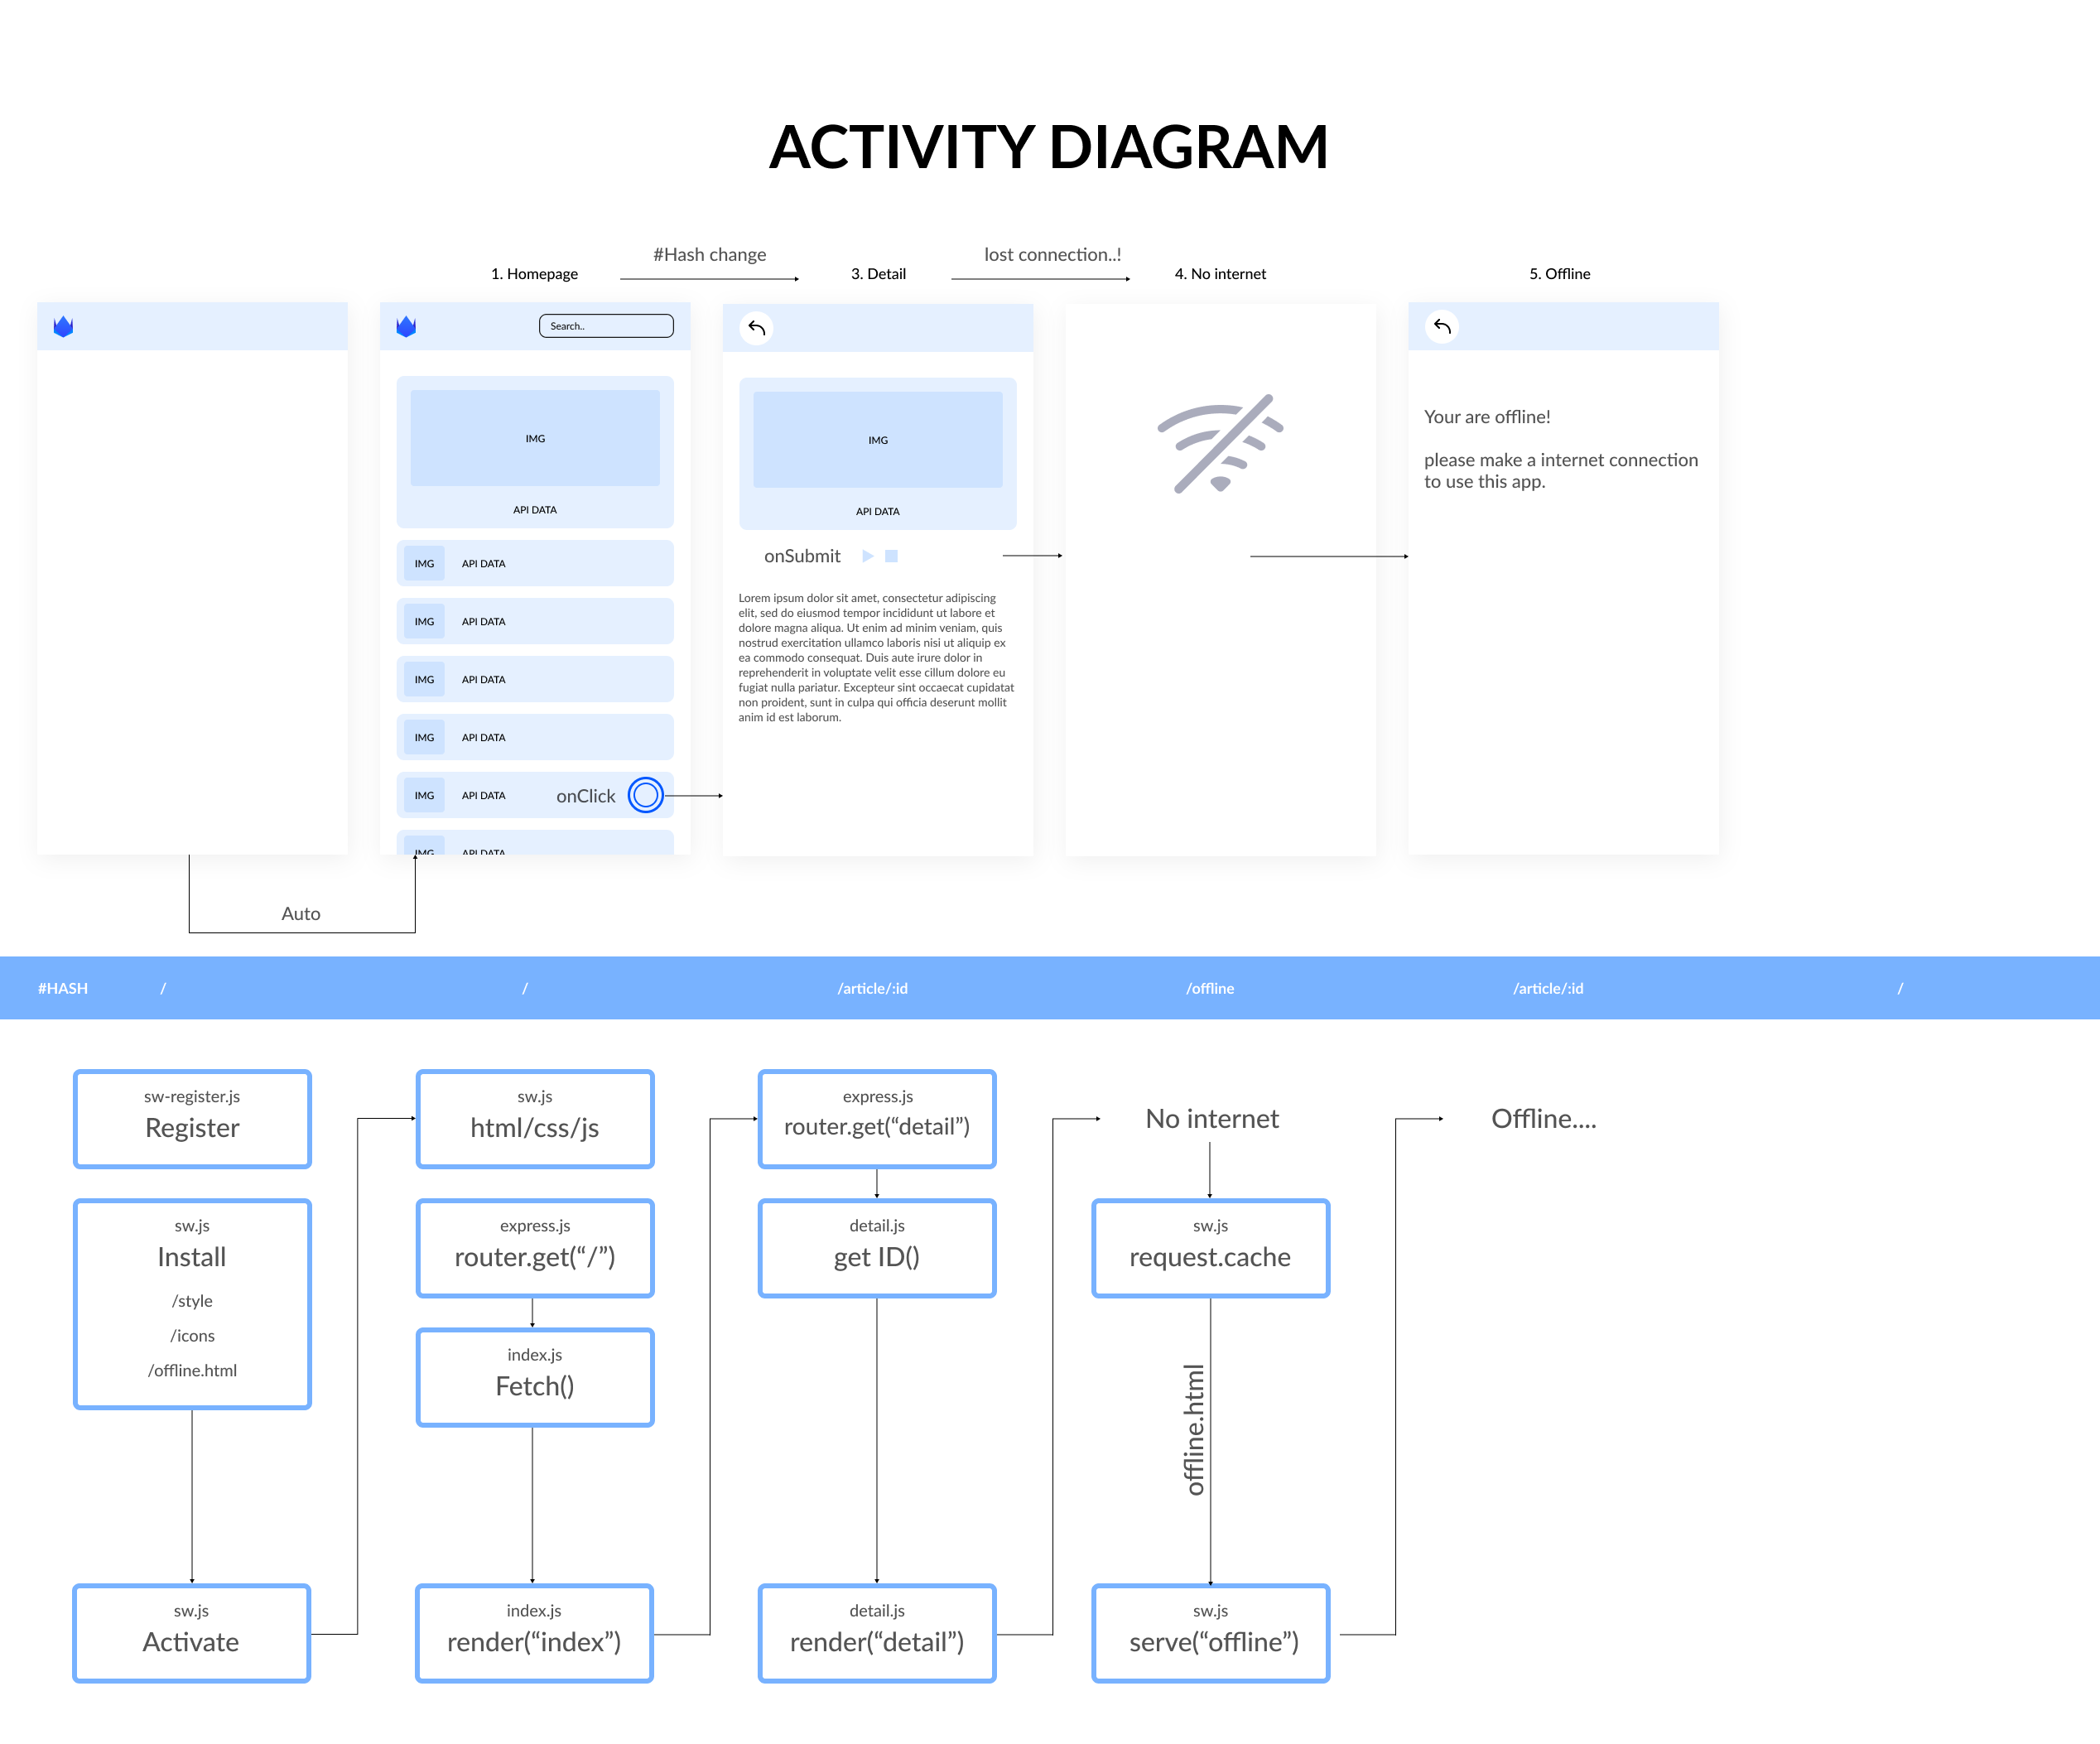 ACTIVITY DIAGRAM
#Hash change
lost connection..!
1. Homepage
3. Detail
4. No internet
5. Offline
Search..
IMG
API DATA
IMG
API DATA
IMG
API DATA
IMG
API DATA
IMG
API DATA
IMG
API DATA
onClick
IMG
API DATA
IMG
API DATA
onSubmit
Lorem ipsum dolor sit amet, consectetur adipiscing
elit, sed do eiusmod tempor incididunt ut labore et
dolore magna aliqua. Ut enim ad minim veniam, quis
nostrud exercitation ullamco laboris nisi ut aliquip ex
ea commodo consequat. Duis aute irure dolor in
reprehenderit in voluptate velit esse cillum dolore eu
fugiat nulla pariatur. Excepteur sint occaecat cupidatat
non proident, sunt in culpa qui officia deserunt mollit
anim id est laborum.
Your are offline!
please make a internet connection
to use this app.
Auto
#HASH
/
/
/article/:id
/offline
/article/:id
/
sw-register.js
Register
sw.js
Install
/style
/icons
/offline.html
sw.js
Activate
sw.js
html/css/js
express.js
router.get(“/”)
index.js
Fetch()
index.js
render(“index”)
express.js
router.get(“detail”)
detail.js
get ID()
detail.js
render(“detail”)
No internet
sw.js
request.cache
offline.html
sw.js
serve(“offline”)
Offline....